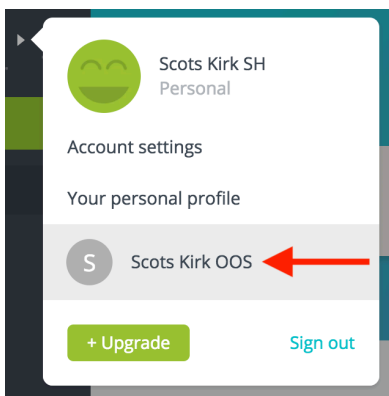 Scots Kirk SH
Personal
Account settings
Your personal profile
S Scots Kirk OOS
+ Upgrade Sign out